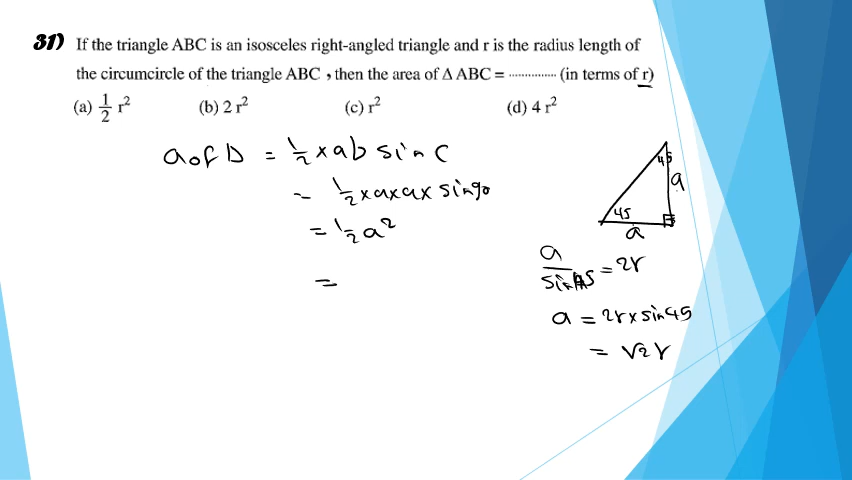 31) If the triangle ABC is an isosceles right-angled triangle and r is the radius length of
the circumcircle of the triangle ABC , then the area of Δ ABC = ·············· (in terms of r)
(a) 1/2 r² (b) 2 r² (c) r² (d) 4 r²
a of Δ = 1/2 × ab sin C
= 1/2 × a × a × sin 90
= 1/2 a²
=
45
a
45
a
a / sin 45 = 2r
a = 2r × sin 45
= √2 r